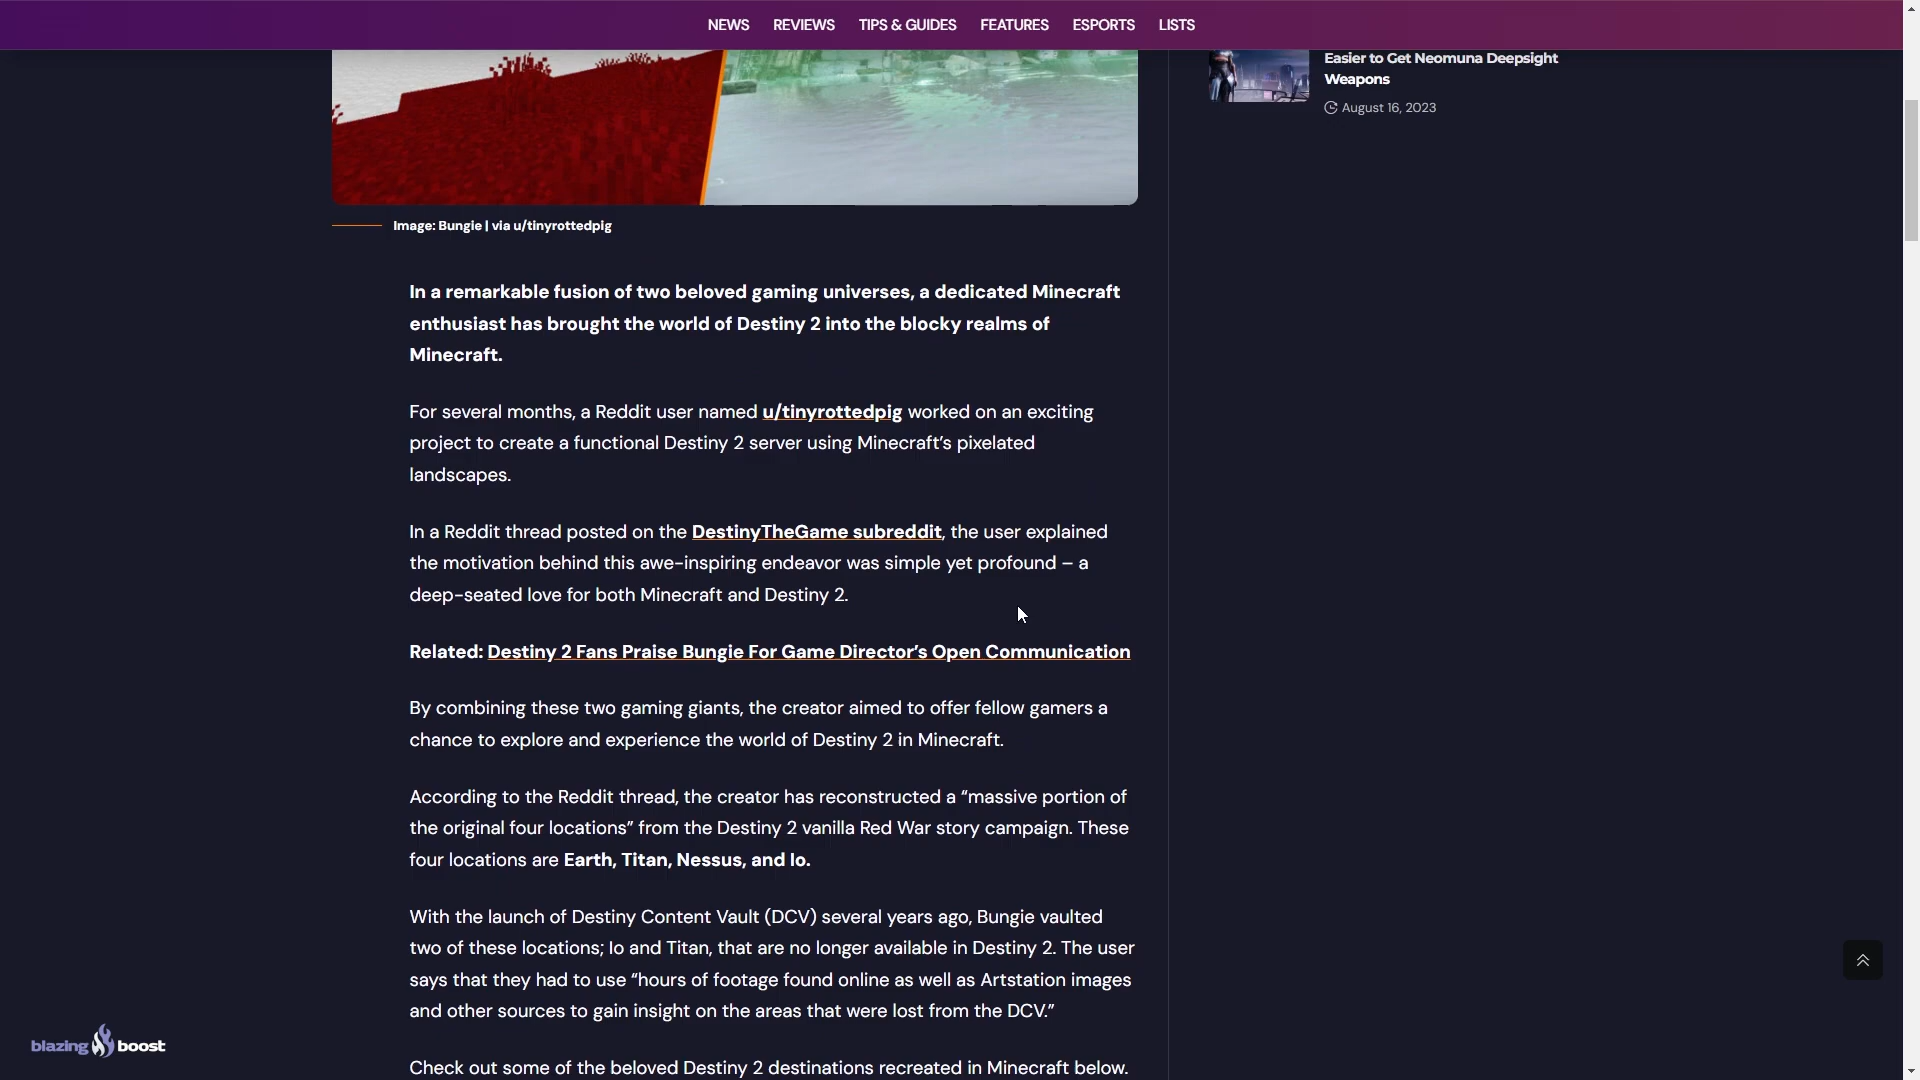 NEWS REVIEWS TIPS & GUIDES FEATURES ESPORTS LISTS
Easier to Get Neomuna Deepsight
Weapons
August 16, 2023
Image: Bungie | via u/tinyrottedpig
In a remarkable fusion of two beloved gaming universes, a dedicated Minecraft
enthusiast has brought the world of Destiny 2 into the blocky realms of
Minecraft.
For several months, a Reddit user named u/tinyrottedpig worked on an exciting
project to create a functional Destiny 2 server using Minecraft’s pixelated
landscapes.
In a Reddit thread posted on the DestinyTheGame subreddit, the user explained
the motivation behind this awe-inspiring endeavor was simple yet profound – a
deep-seated love for both Minecraft and Destiny 2.
Related: Destiny 2 Fans Praise Bungie For Game Director’s Open Communication
By combining these two gaming giants, the creator aimed to offer fellow gamers a
chance to explore and experience the world of Destiny 2 in Minecraft.
According to the Reddit thread, the creator has reconstructed a “massive portion of
the original four locations” from the Destiny 2 vanilla Red War story campaign. These
four locations are Earth, Titan, Nessus, and Io.
With the launch of Destiny Content Vault (DCV) several years ago, Bungie vaulted
two of these locations; Io and Titan, that are no longer available in Destiny 2. The user
says that they had to use “hours of footage found online as well as Artstation images
and other sources to gain insight on the areas that were lost from the DCV.”
Check out some of the beloved Destiny 2 destinations recreated in Minecraft below.
blazing boost